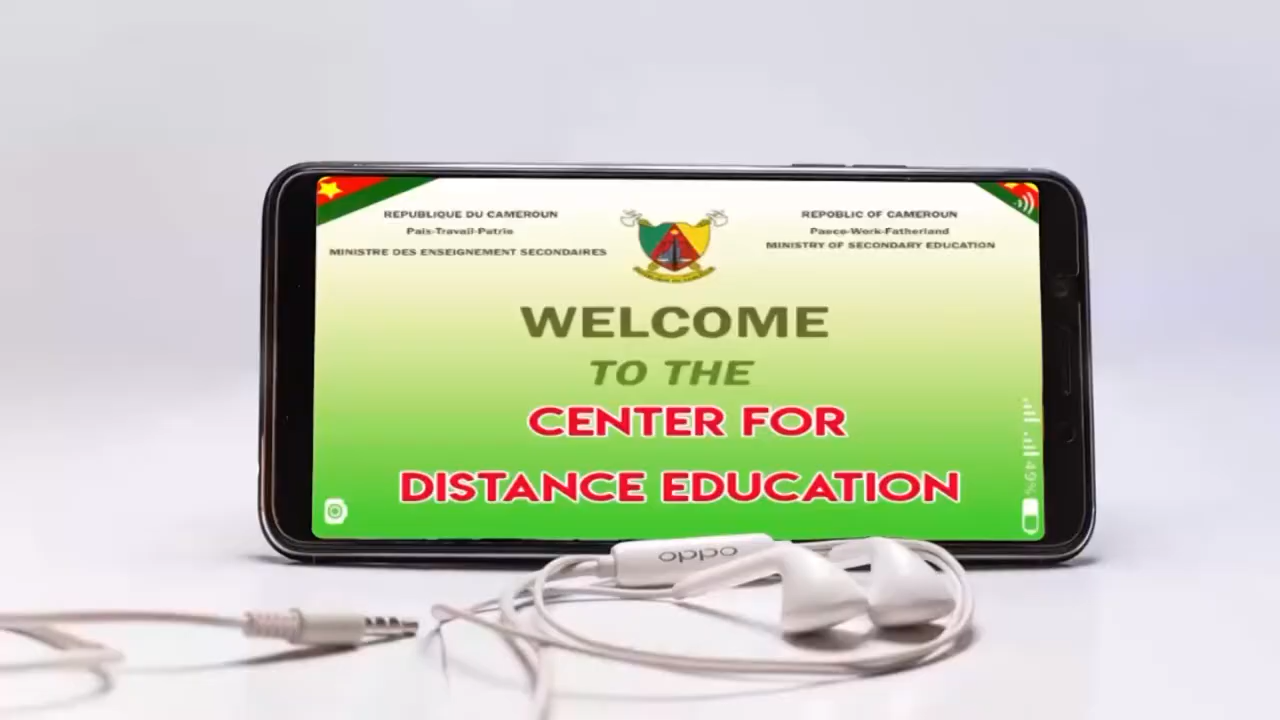 REPUBLIQUE DU CAMEROUN
Paix-Travail-Patrie
MINISTRE DES ENSEIGNEMENT SECONDAIRES
REPOBLIC OF CAMEROUN
Paece-Work-Fatherland
MINISTRY OF SECONDARY EDUCATION
WELCOME
TO THE
CENTER FOR
DISTANCE EDUCATION
49%
oppo